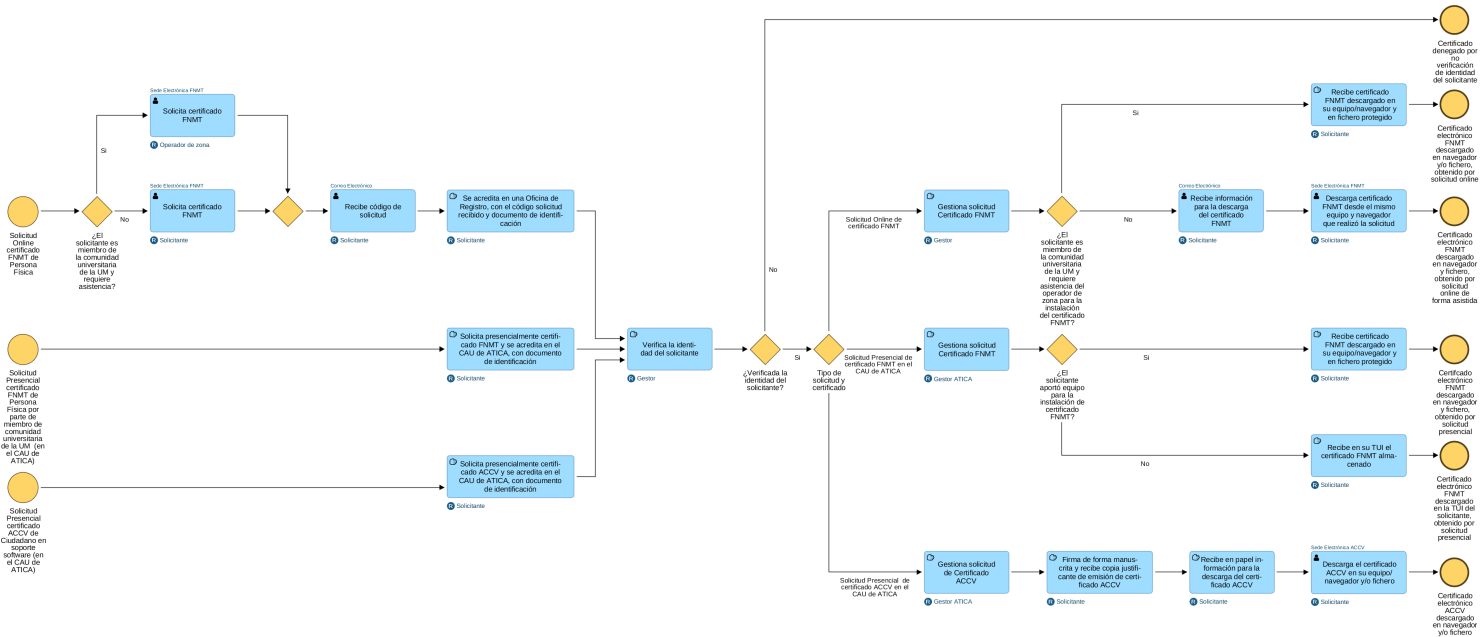 Solicitud
Online
certificado
FNMT de
Persona
Física
¿El
solicitante es
miembro de
la comunidad
universitaria
de la UM y
requiere
asistencia?
Si
No
Sede Electrónica FNMT
Solicita certificado
FNMT
R Operador de zona
Sede Electrónica FNMT
Solicita certificado
FNMT
R Solicitante
Correo Electrónico
Recibe código de
solicitud
R Solicitante
Se acredita en una Oficina de
Registro, con el código solicitud
recibido y documento de identifi-
cación
R Solicitante
Solicitud
Presencial
certificado
FNMT de
Persona
Física por
parte de
miembro de
comunidad
universitaria
de la UM (en
el CAU de
ATICA)
Solicita presencialmente certifi-
cado FNMT y se acredita en el
CAU de ATICA, con documento
de identificación
R Solicitante
Solicitud
Presencial
certificado
ACCV de
Ciudadano en
soporte
software (en
el CAU de
ATICA)
Solicita presencialmente certifi-
cado ACCV y se acredita en el
CAU de ATICA, con documento
de identificación
R Solicitante
Verifica la identi-
dad del solicitante
R Gestor
¿Verificada la
identidad del
solicitante?
No
Si
Tipo de
solicitud y
certificado
Certificado
denegado por
no
verificación
de identidad
del solicitante
Solicitud Online de
certificado FNMT
Gestiona solicitud
Certificado FNMT
R Gestor
¿El
solicitante es
miembro de
la comunidad
universitaria
de la UM y
requiere
asistencia del
operador de
zona para la
instalación
del certificado
FNMT?
Si
No
Recibe certificado
FNMT descargado en
su equipo/navegador y
en fichero protegido
R Solicitante
Certificado
electrónico
FNMT
descargado
en navegador
y/o fichero,
obtenido por
solicitud online
Correo Electrónico
Recibe información
para la descarga
del certificado
FNMT
R Solicitante
Sede Electrónica FNMT
Descarga certificado
FNMT desde el mismo
equipo y navegador
que realizó la solicitud
R Solicitante
Certificado
electrónico
FNMT
descargado
en navegador
y fichero,
obtenido por
solicitud
online de
forma asistida
Solicitud Presencial de
certificado FNMT en el
CAU de ATICA
Gestiona solicitud
Certificado FNMT
R Gestor ATICA
¿El
solicitante
aportó equipo
para la
instalación de
certificado
FNMT?
Si
No
Recibe certificado
FNMT descargado en
su equipo/navegador y
en fichero protegido
R Solicitante
Certificado
electrónico
FNMT
descargado
en navegador
y fichero,
obtenido por
solicitud
presencial
Recibe en su TUI el
certificado FNMT alma-
cenado
R Solicitante
Certificado
electrónico
FNMT
descargado
en la TUI del
solicitante,
obtenido por
solicitud
presencial
Solicitud Presencial de
certificado ACCV en el
CAU de ATICA
Gestiona solicitud
de Certificado
ACCV
R Gestor ATICA
Firma de forma manus-
crita y recibe copia justifi-
cante de emisión de certi-
ficado ACCV
R Solicitante
Recibe en papel in-
formación para la
descarga del certi-
ficado ACCV
R Solicitante
Sede Electrónica ACCV
Descarga el certificado
ACCV en su equipo/
navegador y/o fichero
R Solicitante
Certificado
electrónico
ACCV
descargado
en navegador
y/o fichero